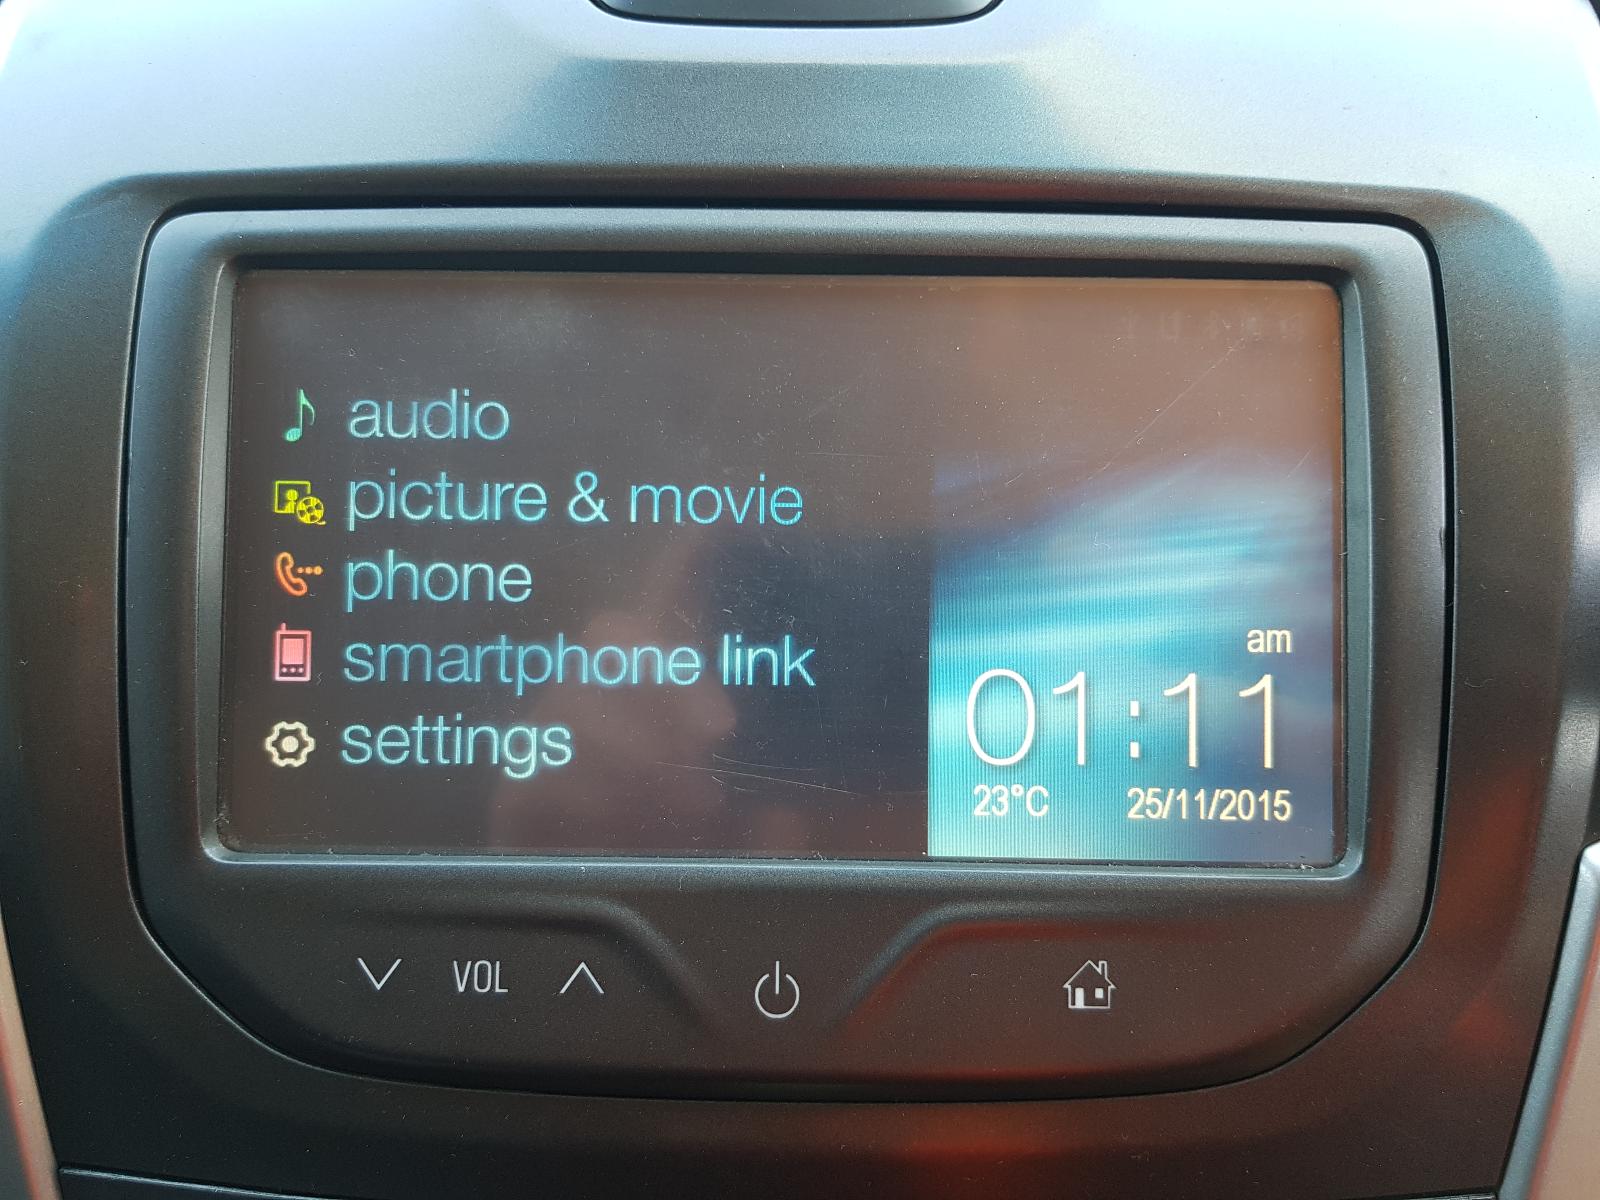 audio
picture & movie
phone
smartphone link
settings
am
01:11
23°C 25/11/2015
VOL